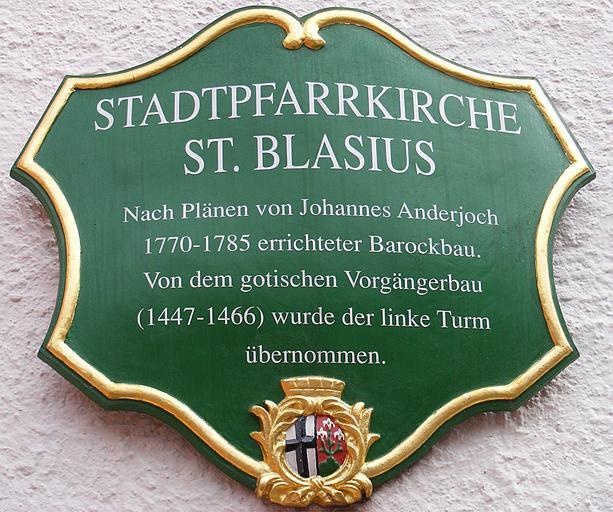 STADTPFARRKIRCHE
ST. BLASIUS
Nach Plänen von Johannes Anderjoch
1770-1785 errichteter Barockbau.
Von dem gotischen Vorgängerbau
(1447-1466) wurde der linke Turm
übernommen.